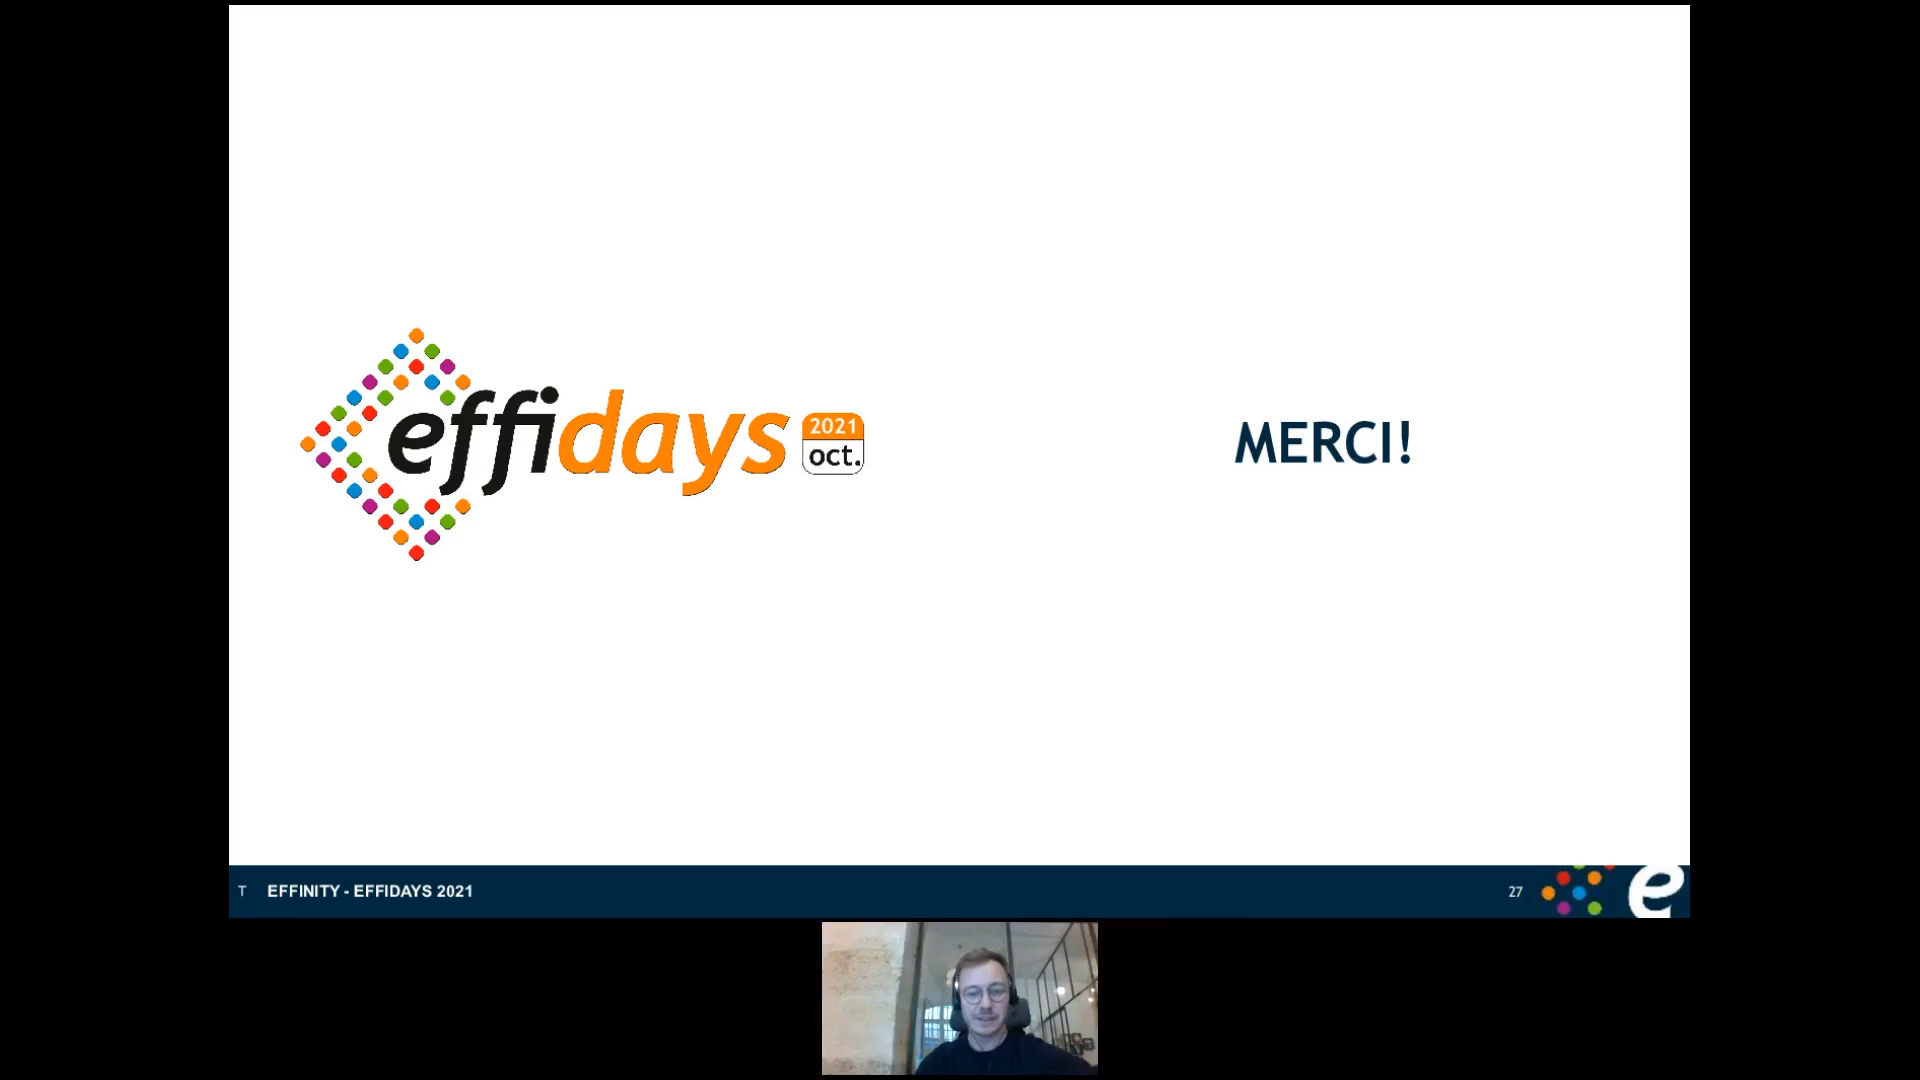 effidays
2021
oct.
MERCI!
T EFFINITY - EFFIDAYS 2021
27
e